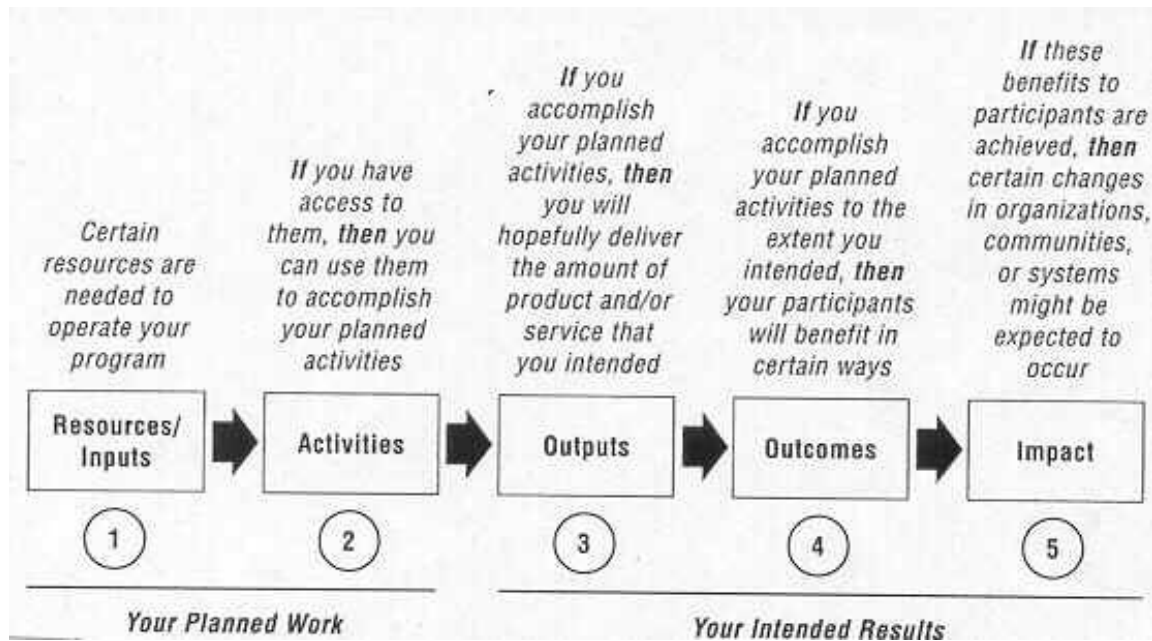 Certain
resources are
needed to
operate your
program
If you have
access to
them, then you
can use them
to accomplish
your planned
activities
If you
accomplish
your planned
activities, then
you will
hopefully deliver
the amount of
product and/or
service that
you intended
If you
accomplish
your planned
activities to the
extent you
intended, then
your participants
will benefit in
certain ways
If these
benefits to
participants are
achieved, then
certain changes
in organizations,
communities,
or systems
might be
expected to
occur
Resources/
Inputs
Activities
Outputs
Outcomes
Impact
1
2
3
4
5
Your Planned Work
Your Intended Results